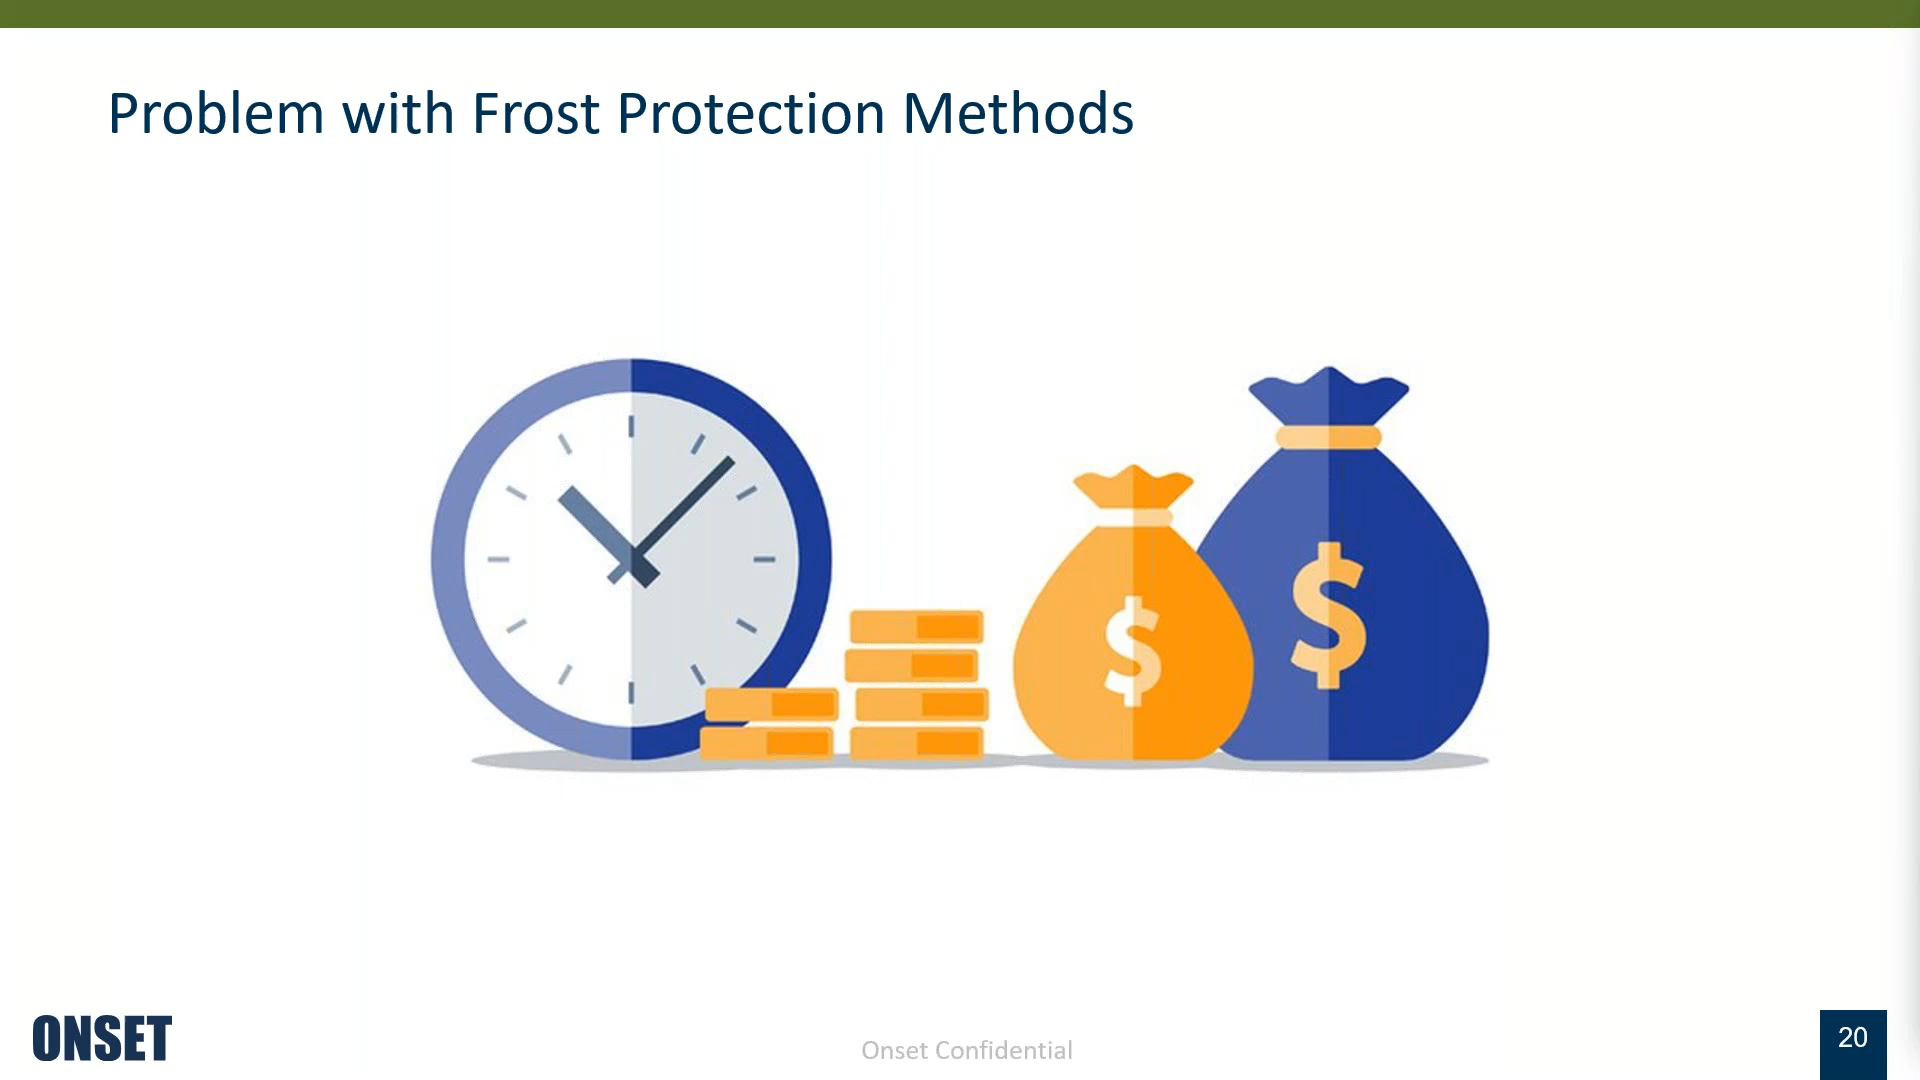 Problem with Frost Protection Methods
$
$
ONSET
Onset Confidential
20